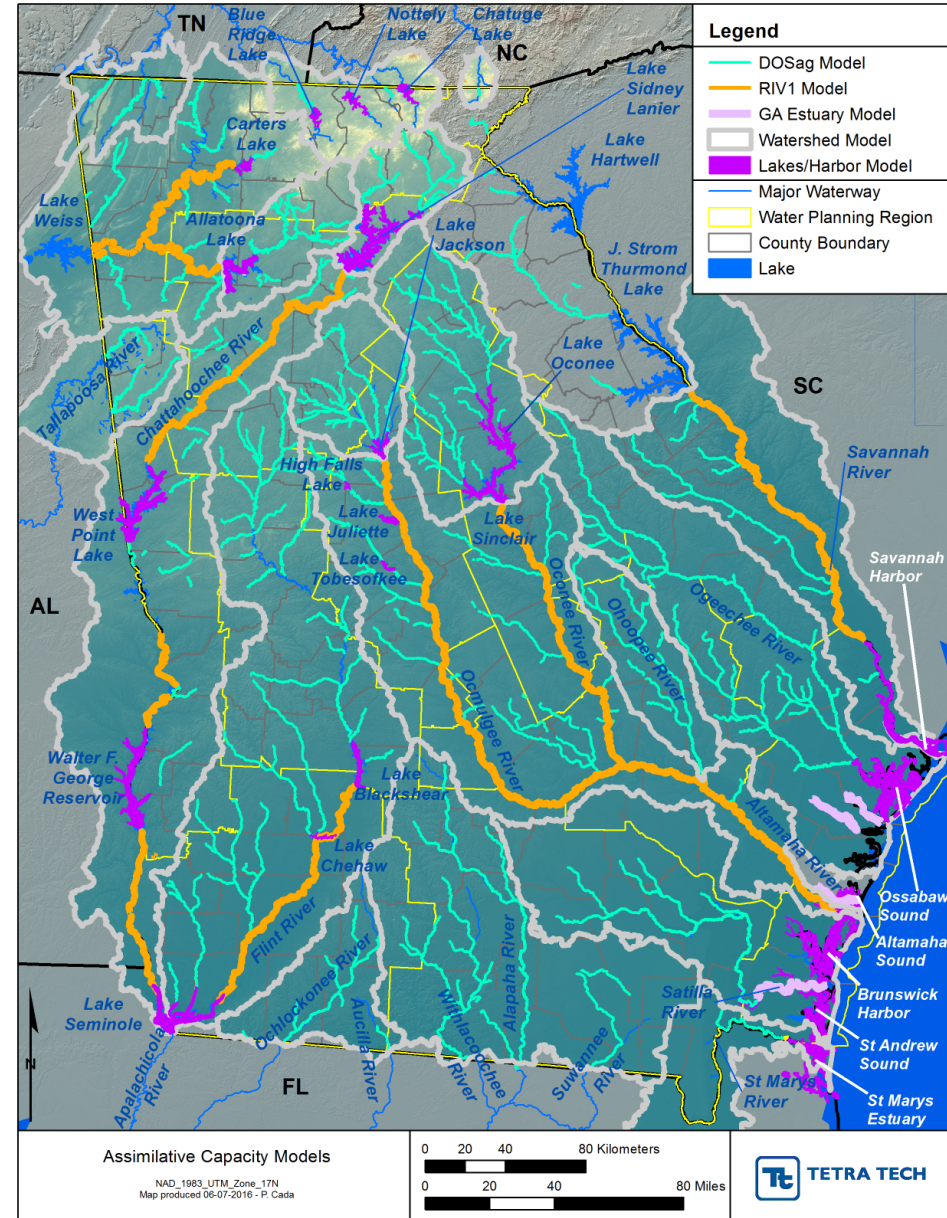 TN
Blue
Ridge
Lake
Nottely
Lake
Chatuge
Lake
NC
Lake
Sidney
Lanier
Carters
Lake
Lake
Hartwell
Lake
Weiss
Allatoona
Lake
Lake
Jackson
J. Strom
Thurmond
Lake
Lake
Oconee
SC
Tallapoosa River
Chattahoochee River
High Falls
Lake
Lake
Juliette
Lake
Tobesofkee
Lake
Sinclair
Savannah
River
West
Point
Lake
Savannah
Harbor
AL
Oconee River
Ohoopee River
Ogeechee River
Ocmulgee River
Walter F.
George
Reservoir
Lake
Blackshear
Lake
Chehaw
Altamaha River
Flint River
Ossabaw
Sound
Altamaha
Sound
Brunswick
Harbor
Satilla
River
St Andrew
Sound
St Marys
Estuary
Lake
Seminole
Ochlockonee River
Alapaha River
Apalachicola
River
Aucilla River
Withlacoochee
River
Suwannee
River
St Marys
River
FL
N
Legend
DOSag Model
RIV1 Model
GA Estuary Model
Watershed Model
Lakes/Harbor Model
Major Waterway
Water Planning Region
County Boundary
Lake
Assimilative Capacity Models
NAD_1983_UTM_Zone_17N
Map produced 06-07-2016 - P. Cada
0 20 40 80 Kilometers
0 20 40 80 Miles
Tt TETRA TECH